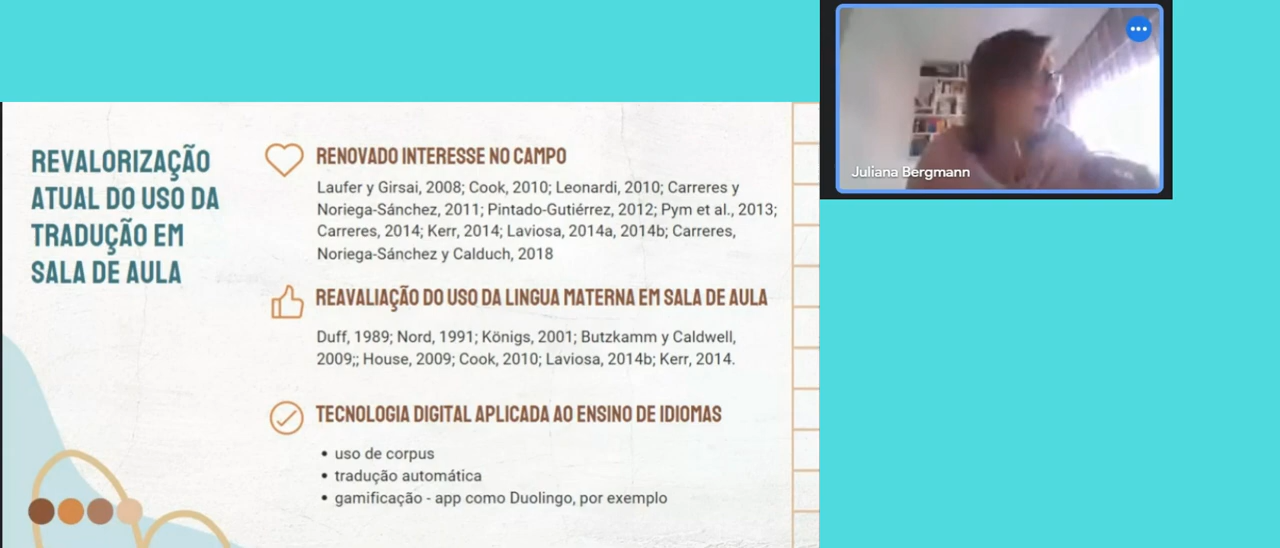 REVALORIZAÇÃO
ATUAL DO USO DA
TRADUÇÃO EM
SALA DE AULA
RENOVADO INTERESSE NO CAMPO
Laufer y Girsai, 2008; Cook, 2010; Leonardi, 2010; Carreres y
Noriega-Sánchez, 2011; Pintado-Gutiérrez, 2012; Pym et al., 2013;
Carreres, 2014; Kerr, 2014; Laviosa, 2014a, 2014b; Carreres,
Noriega-Sánchez y Calduch, 2018
REAVALIAÇÃO DO USO DA LINGUA MATERNA EM SALA DE AULA
Duff, 1989; Nord, 1991; Königs, 2001; Butzkamm y Caldwell,
2009;; House, 2009; Cook, 2010; Laviosa, 2014b; Kerr, 2014.
TECNOLOGIA DIGITAL APLICADA AO ENSINO DE IDIOMAS
• uso de corpus
• tradução automática
• gamificação - app como Duolingo, por exemplo
Juliana Bergmann